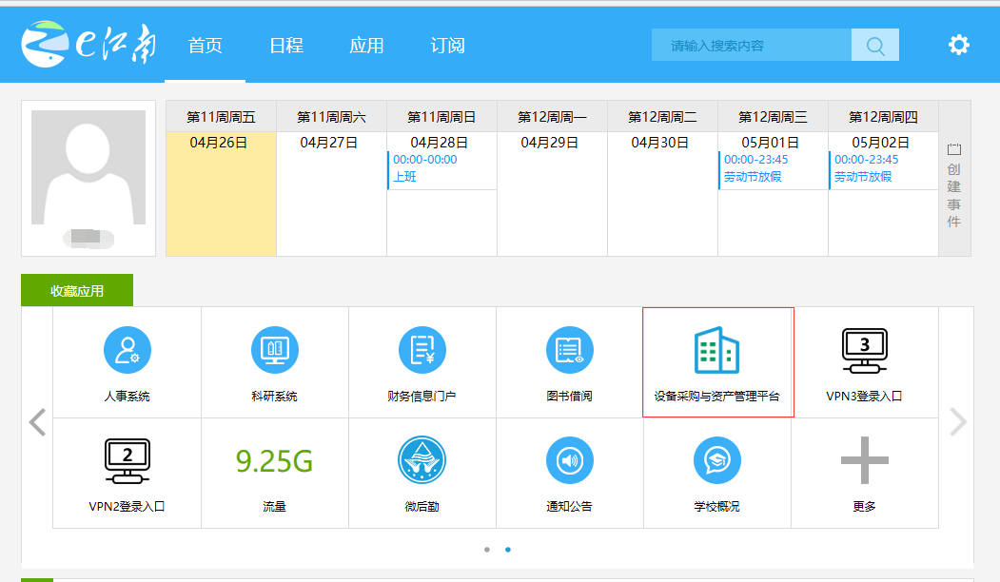 e江南
首页 日程 应用 订阅
请输入搜索内容
第11周周五 第11周周六 第11周周日 第12周周一 第12周周二 第12周周三 第12周周四
04月26日 04月27日 04月28日 04月29日 04月30日 05月01日 05月02日
00:00-00:00 00:00-23:45 00:00-23:45
上班 劳动节放假 劳动节放假
创建事件
收藏应用
3
人事系统 科研系统 财务信息门户 图书借阅 设备采购与资产管理平台 VPN3登录入口
2
9.25G
VPN2登录入口 流量 微后勤 通知公告 学校概况 更多